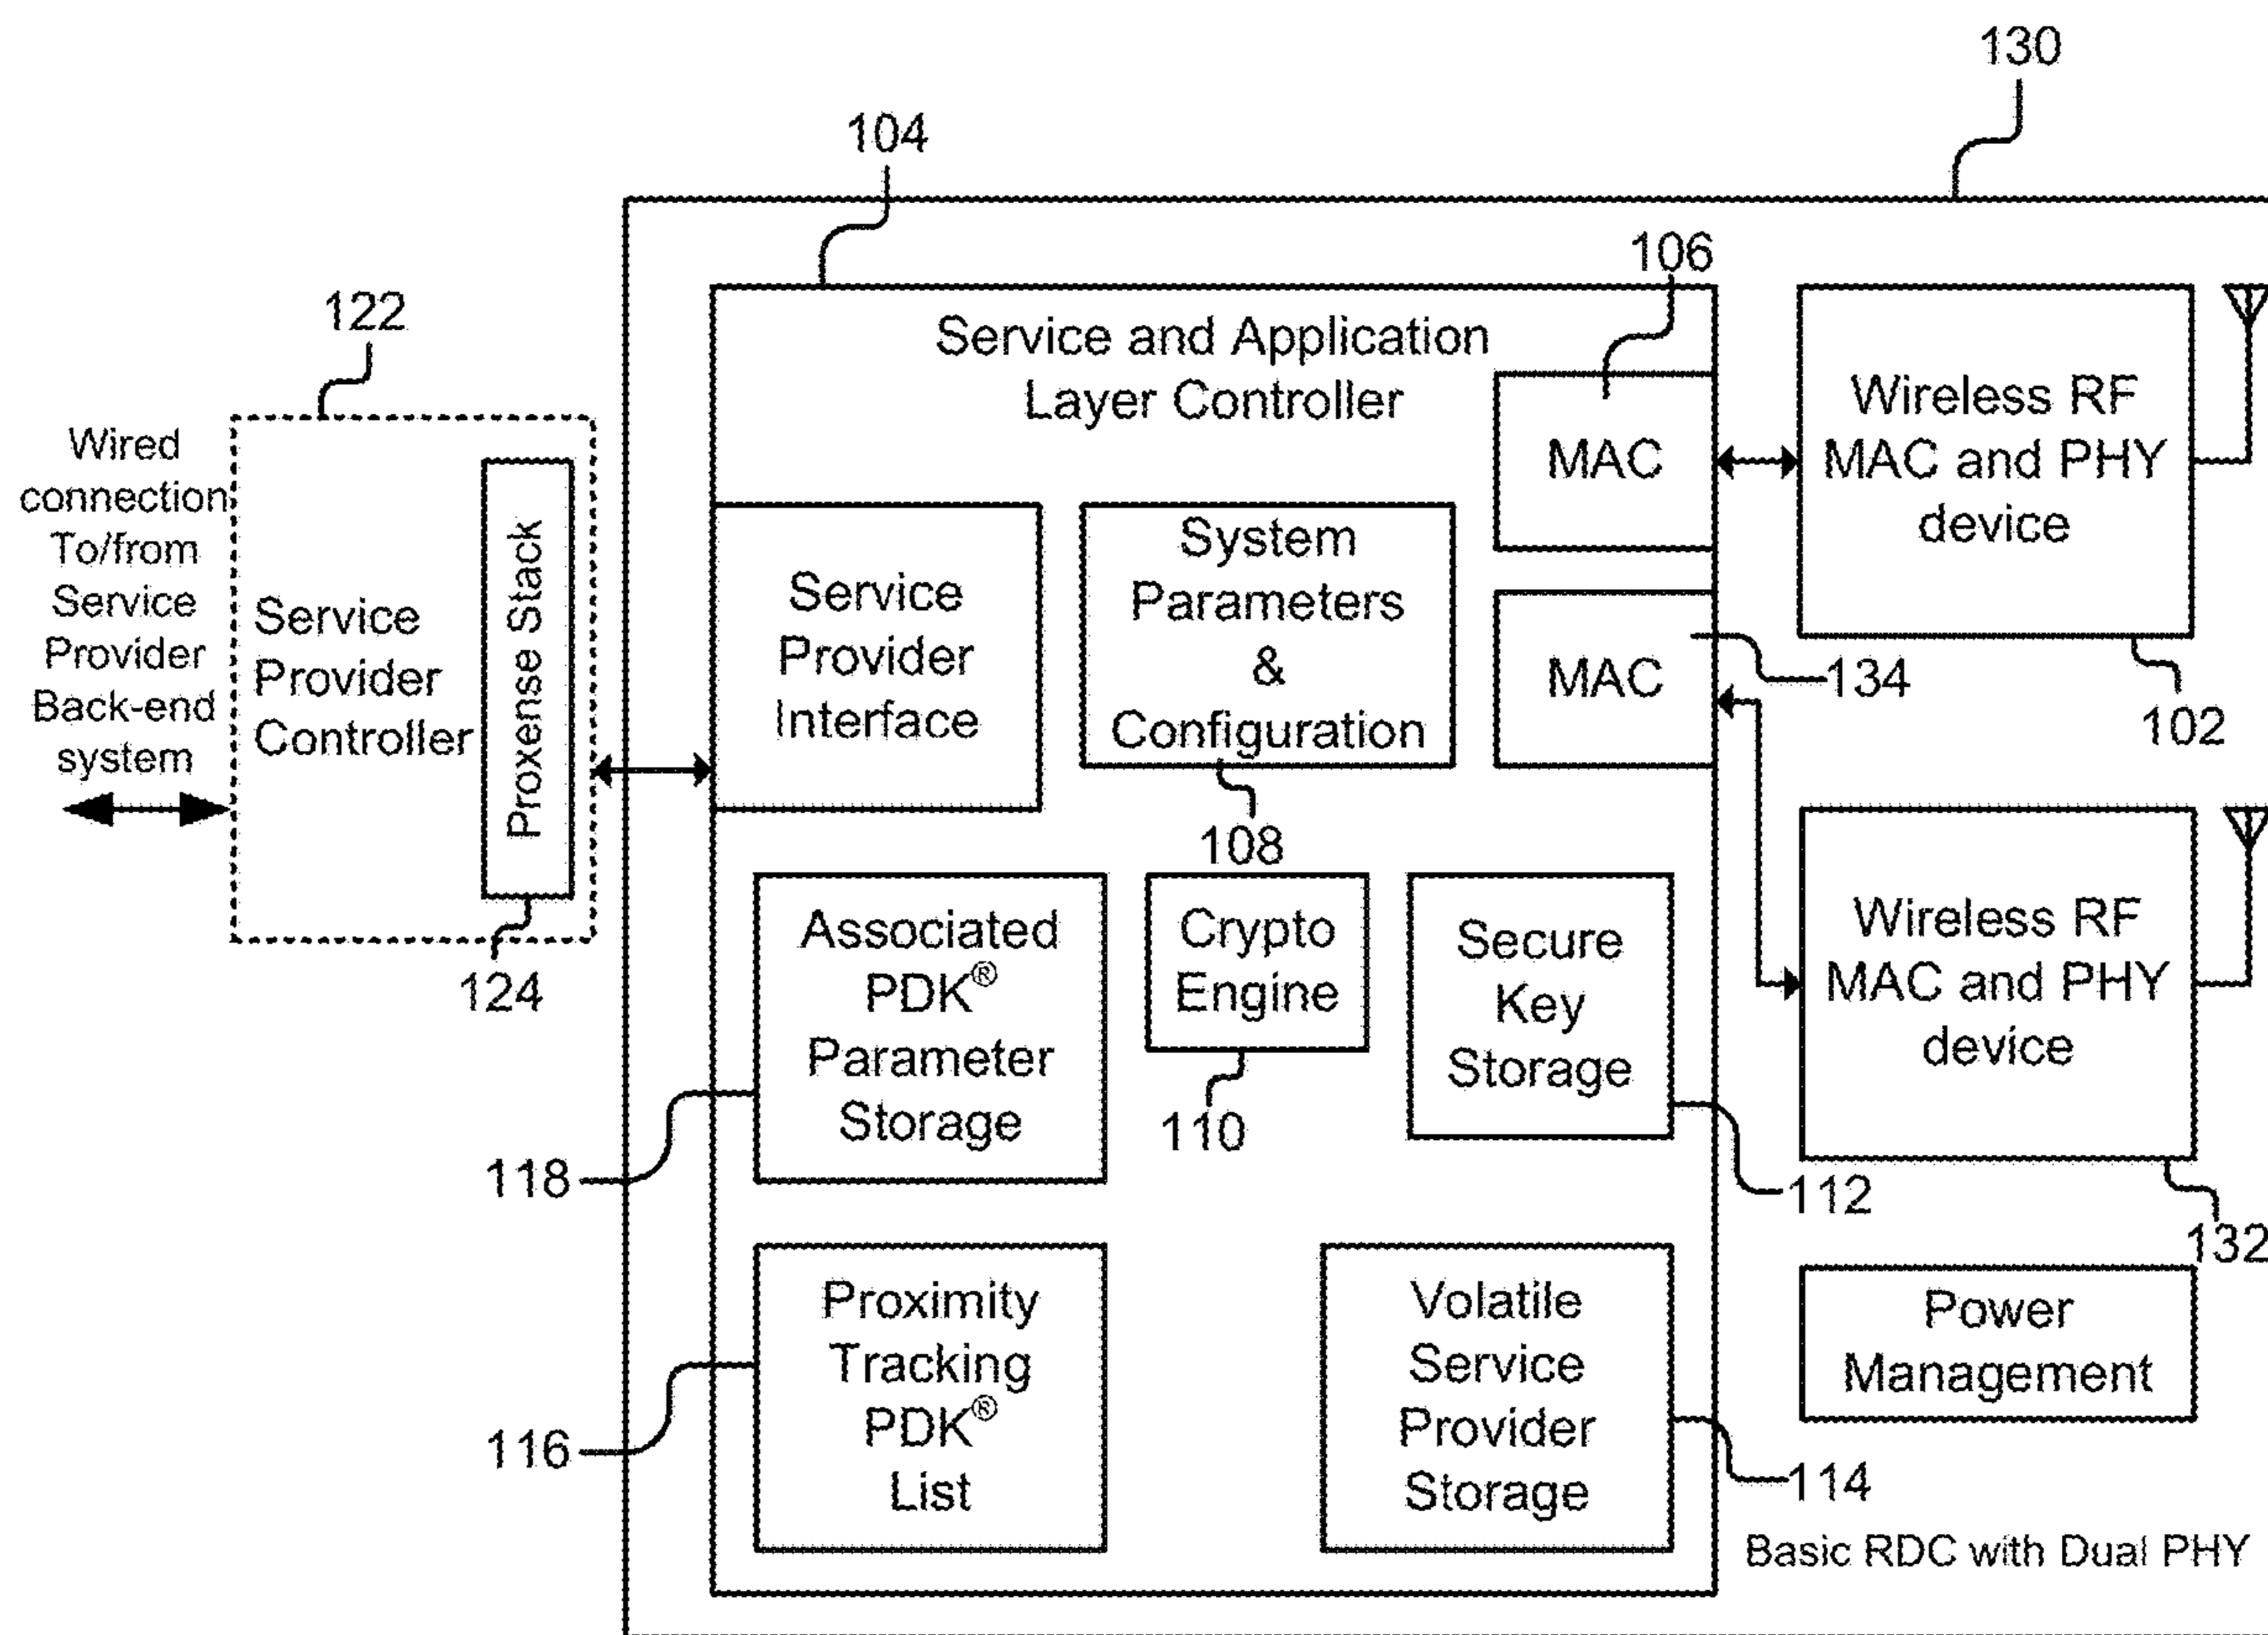 130
104
106
122
Service and Application
Layer Controller
MAC
Wireless RF
MAC and PHY
device
102
Wired
connection
To/from
Service
Provider
Back-end
system
Service
Provider
Controller
Proxense Stack
124
Service
Provider
Interface
System
Parameters
&
Configuration
108
MAC
134
Wireless RF
MAC and PHY
device
132
Associated
PDK®
Parameter
Storage
118
Crypto
Engine
110
Secure
Key
Storage
112
Proximity
Tracking
PDK®
List
116
Volatile
Service
Provider
Storage
114
Power
Management
Basic RDC with Dual PHY